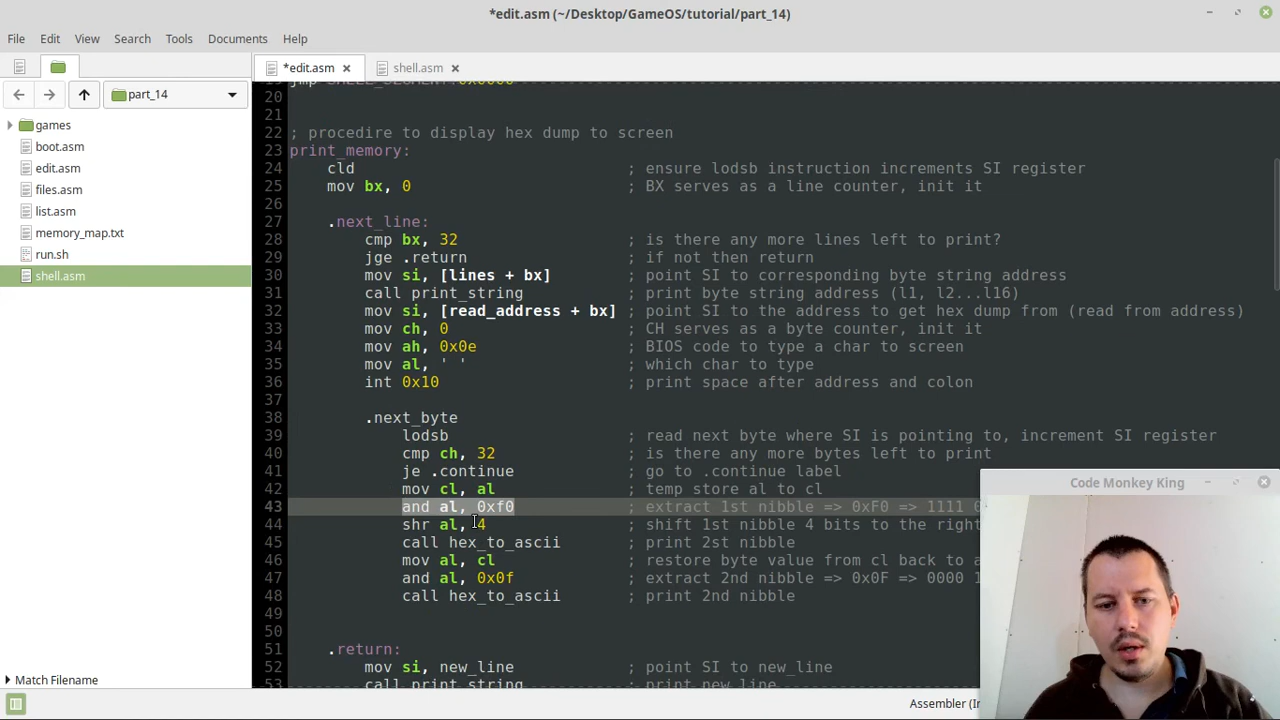 *edit.asm (~/Desktop/GameOS/tutorial/part_14)
File Edit View Search Tools Documents Help
*edit.asm shell.asm
part_14
games
boot.asm
edit.asm
files.asm
list.asm
memory_map.txt
run.sh
shell.asm
Match Filename
20
21
22 ; procedire to display hex dump to screen
23 print_memory:
24 cld ; ensure lodsb instruction increments SI register
25 mov bx, 0 ; BX serves as a line counter, init it
26
27 .next_line:
28 cmp bx, 32 ; is there any more lines left to print?
29 jge .return ; if not then return
30 mov si, [lines + bx] ; point SI to corresponding byte string address
31 call print_string ; print byte string address (l1, l2...l16)
32 mov si, [read_address + bx] ; point SI to the address to get hex dump from (read from address)
33 mov ch, 0 ; CH serves as a byte counter, init it
34 mov ah, 0x0e ; BIOS code to type a char to screen
35 mov al, ' ' ; which char to type
36 int 0x10 ; print space after address and colon
37
38 .next_byte
39 lodsb ; read next byte where SI is pointing to, increment SI register
40 cmp ch, 32 ; is there any more bytes left to print
41 je .continue ; go to .continue label
42 mov cl, al ; temp store al to cl
43 and al, 0xf0 ; extract 1st nibble => 0xF0 => 1111 0
44 shr al, 4 ; shift 1st nibble 4 bits to the right
45 call hex_to_ascii ; print 2st nibble
46 mov al, cl ; restore byte value from cl back to a
47 and al, 0x0f ; extract 2nd nibble => 0x0F => 0000 1
48 call hex_to_ascii ; print 2nd nibble
49
50
51 .return:
52 mov si, new_line ; point SI to new_line
53 call print_string ; print new line
Code Monkey King
Assembler (In